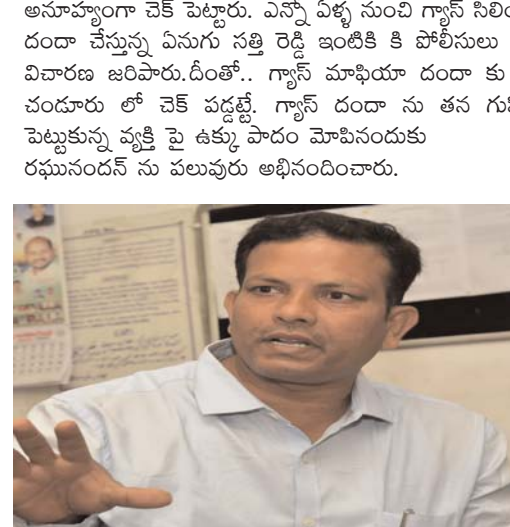 అనూహ్యంగా చెక్ పెట్టారు. ఎన్నో ఏళ్ళ నుంచి గ్యాస్
దందా చేస్తున్న ఏనుగు సత్తి రెడ్డి ఇంటికి కి పోలీసులు
విచారణ జరిపారు.దీంతో.. గ్యాస్ మాఫియా దందా కు
చండూరు లో చెక్ పడ్డట్టే. గ్యాస్ దందా ను తన
పెట్టుకున్న వ్యక్తి పై ఉక్కు పాదం మోపినందుకు
రఘునందన్ ను పలువురు అభినందించారు.